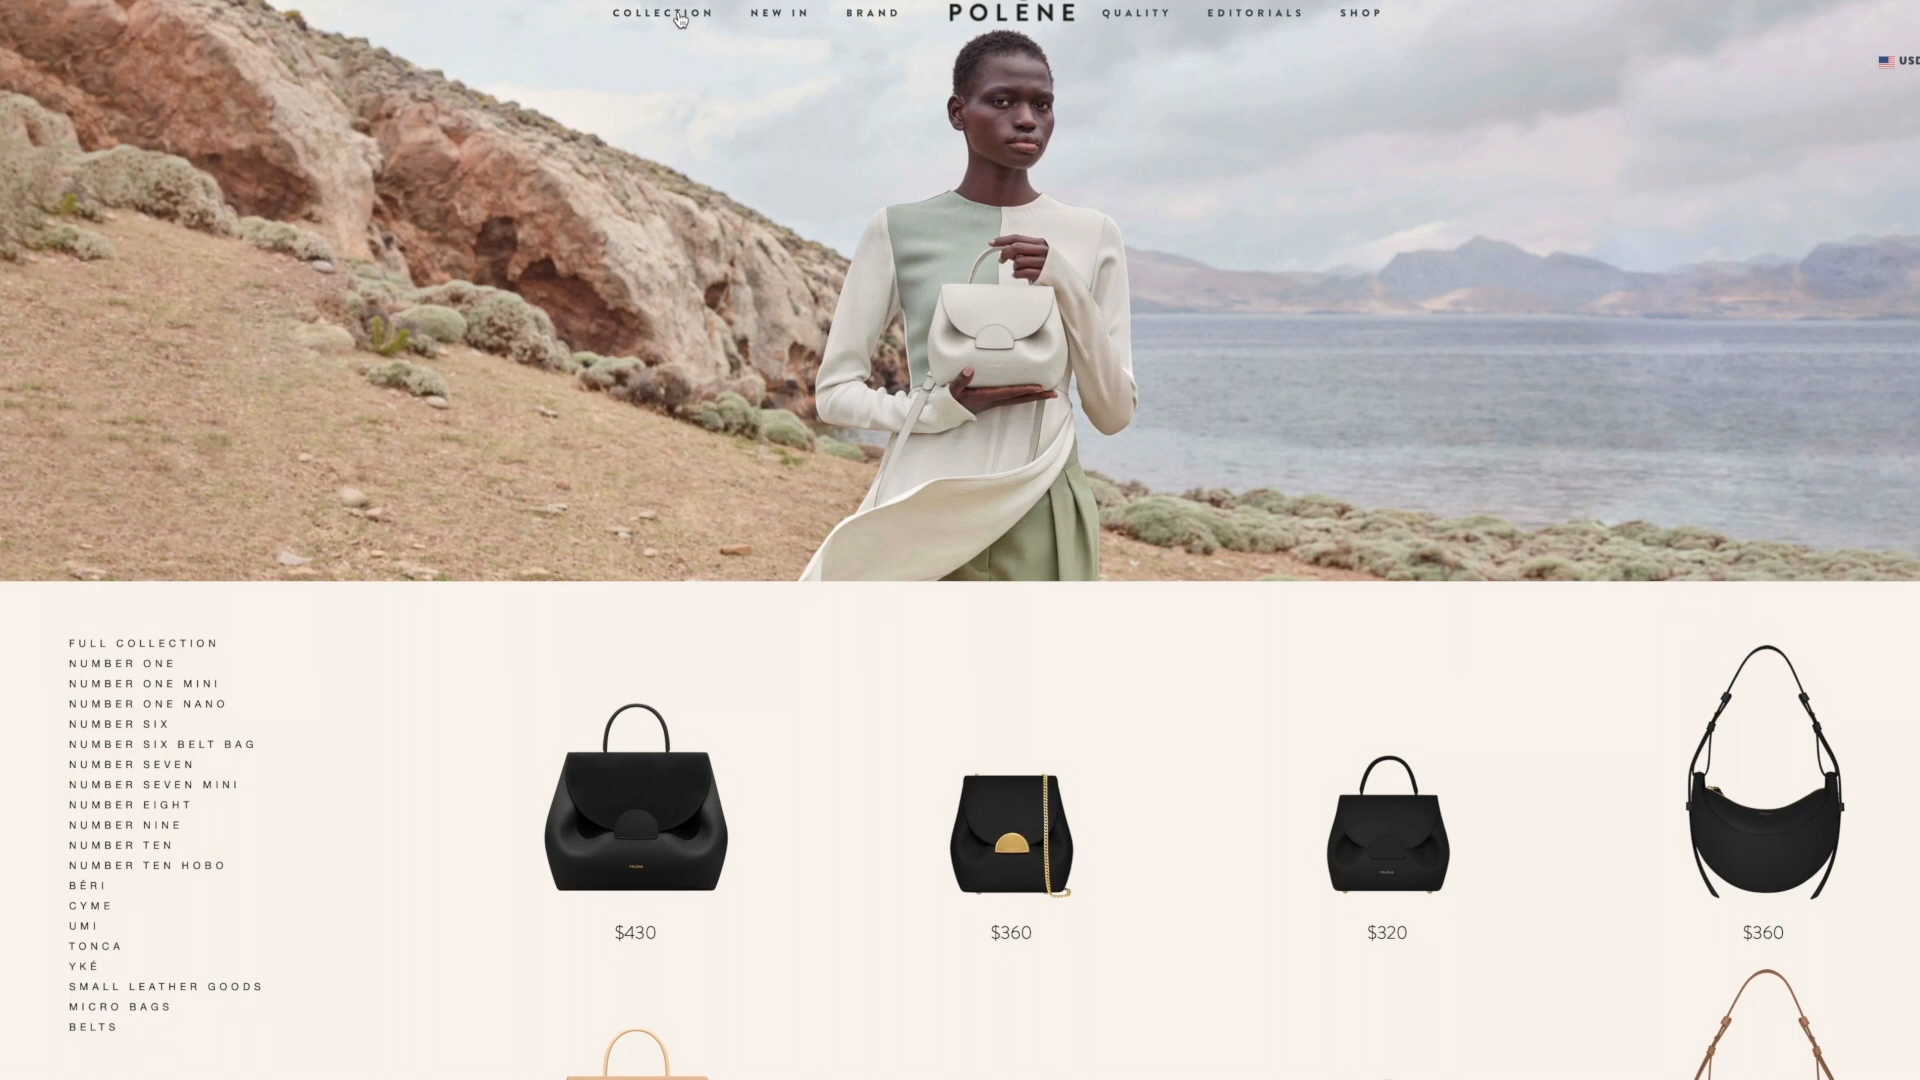 COLLECTION NEW IN BRAND POLÈNE QUALITY EDITORIALS SHOP
USD
FULL COLLECTION
NUMBER ONE
NUMBER ONE MINI
NUMBER ONE NANO
NUMBER SIX
NUMBER SIX BELT BAG
NUMBER SEVEN
NUMBER SEVEN MINI
NUMBER EIGHT
NUMBER NINE
NUMBER TEN
NUMBER TEN HOBO
BÉRI
CYME
UMI
TONCA
YKÉ
SMALL LEATHER GOODS
MICRO BAGS
BELTS
$430 $360 $320 $360